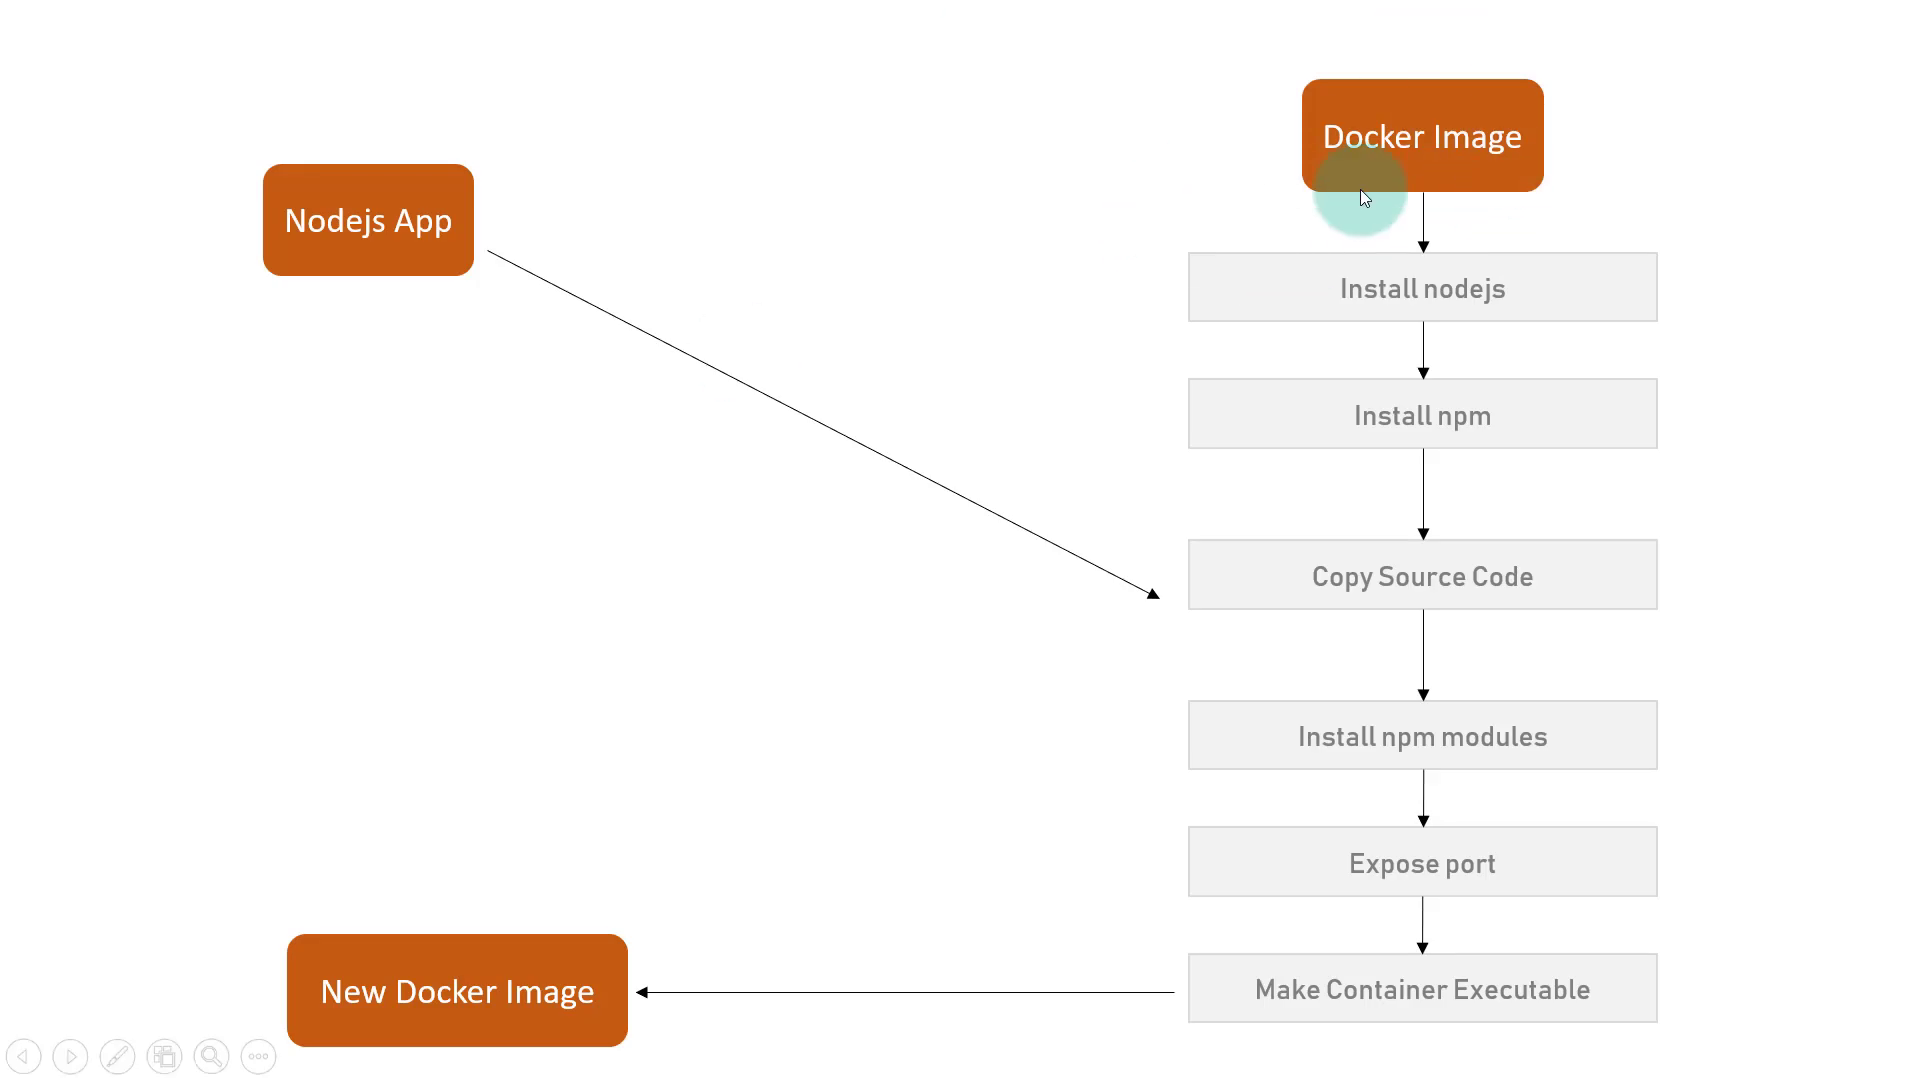 Docker Image
Nodejs App
Install nodejs
Install npm
Copy Source Code
Install npm modules
Expose port
New Docker Image
Make Container Executable